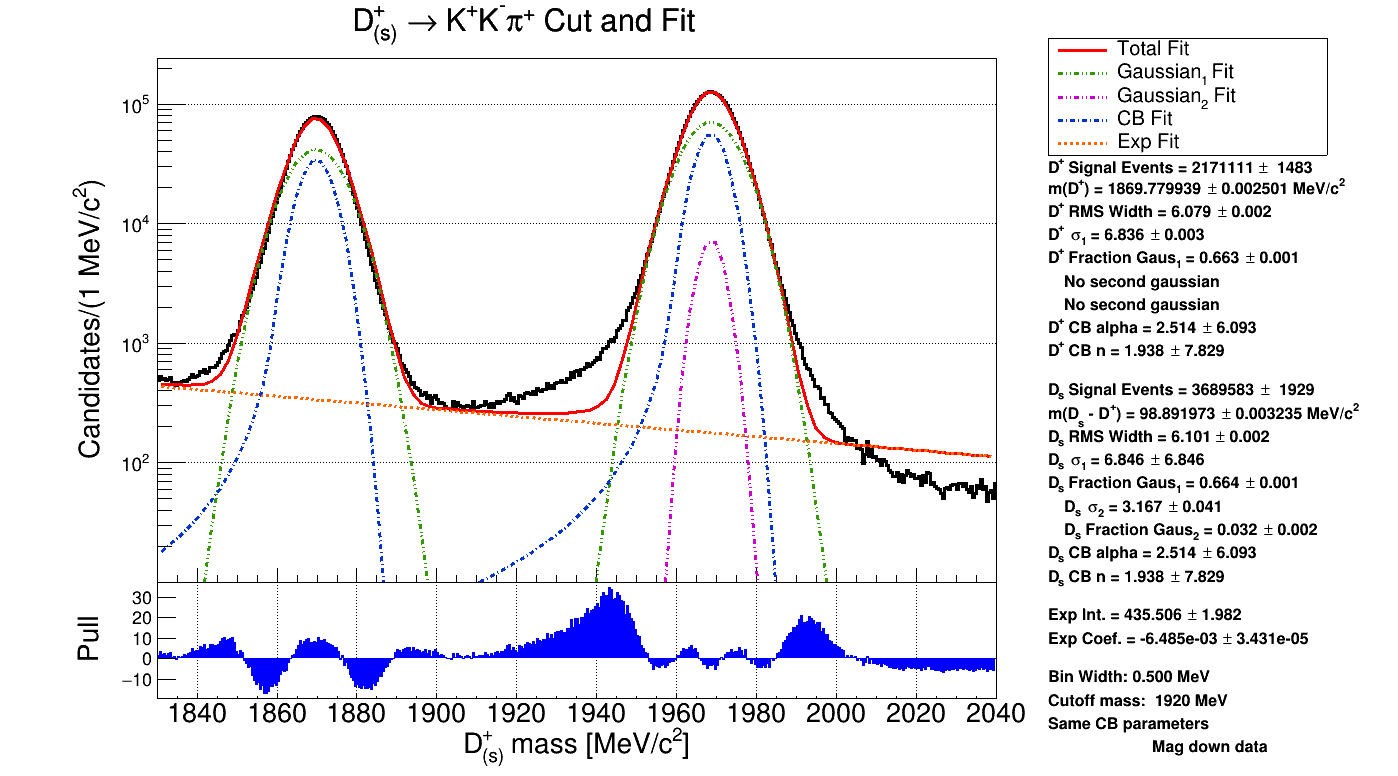 D⁺₍ₛ₎ → K⁺K⁻π⁺ Cut and Fit
Candidates/(1 MeV/c²)
10⁵
10⁴
10³
10²
Pull
30
20
10
0
−10
1840 1860 1880 1900 1920 1940 1960 1980 2000 2020 2040
D⁺₍ₛ₎ mass [MeV/c²]
Total Fit
Gaussian₁ Fit
Gaussian₂ Fit
CB Fit
Exp Fit
D⁺ Signal Events = 2171111 ± 1483
m(D⁺) = 1869.779939 ± 0.002501 MeV/c²
D⁺ RMS Width = 6.079 ± 0.002
D⁺ σ₁ = 6.836 ± 0.003
D⁺ Fraction Gaus₁ = 0.663 ± 0.001
No second gaussian
No second gaussian
D⁺ CB alpha = 2.514 ± 6.093
D⁺ CB n = 1.938 ± 7.829
Dₛ Signal Events = 3689583 ± 1929
m(Dₛ - D⁺) = 98.891973 ± 0.003235 MeV/c²
Dₛ RMS Width = 6.101 ± 0.002
Dₛ σ₁ = 6.846 ± 6.846
Dₛ Fraction Gaus₁ = 0.664 ± 0.001
Dₛ σ₂ = 3.167 ± 0.041
Dₛ Fraction Gaus₂ = 0.032 ± 0.002
Dₛ CB alpha = 2.514 ± 6.093
Dₛ CB n = 1.938 ± 7.829
Exp Int. = 435.506 ± 1.982
Exp Coef. = -6.485e-03 ± 3.431e-05
Bin Width: 0.500 MeV
Cutoff mass: 1920 MeV
Same CB parameters
Mag down data